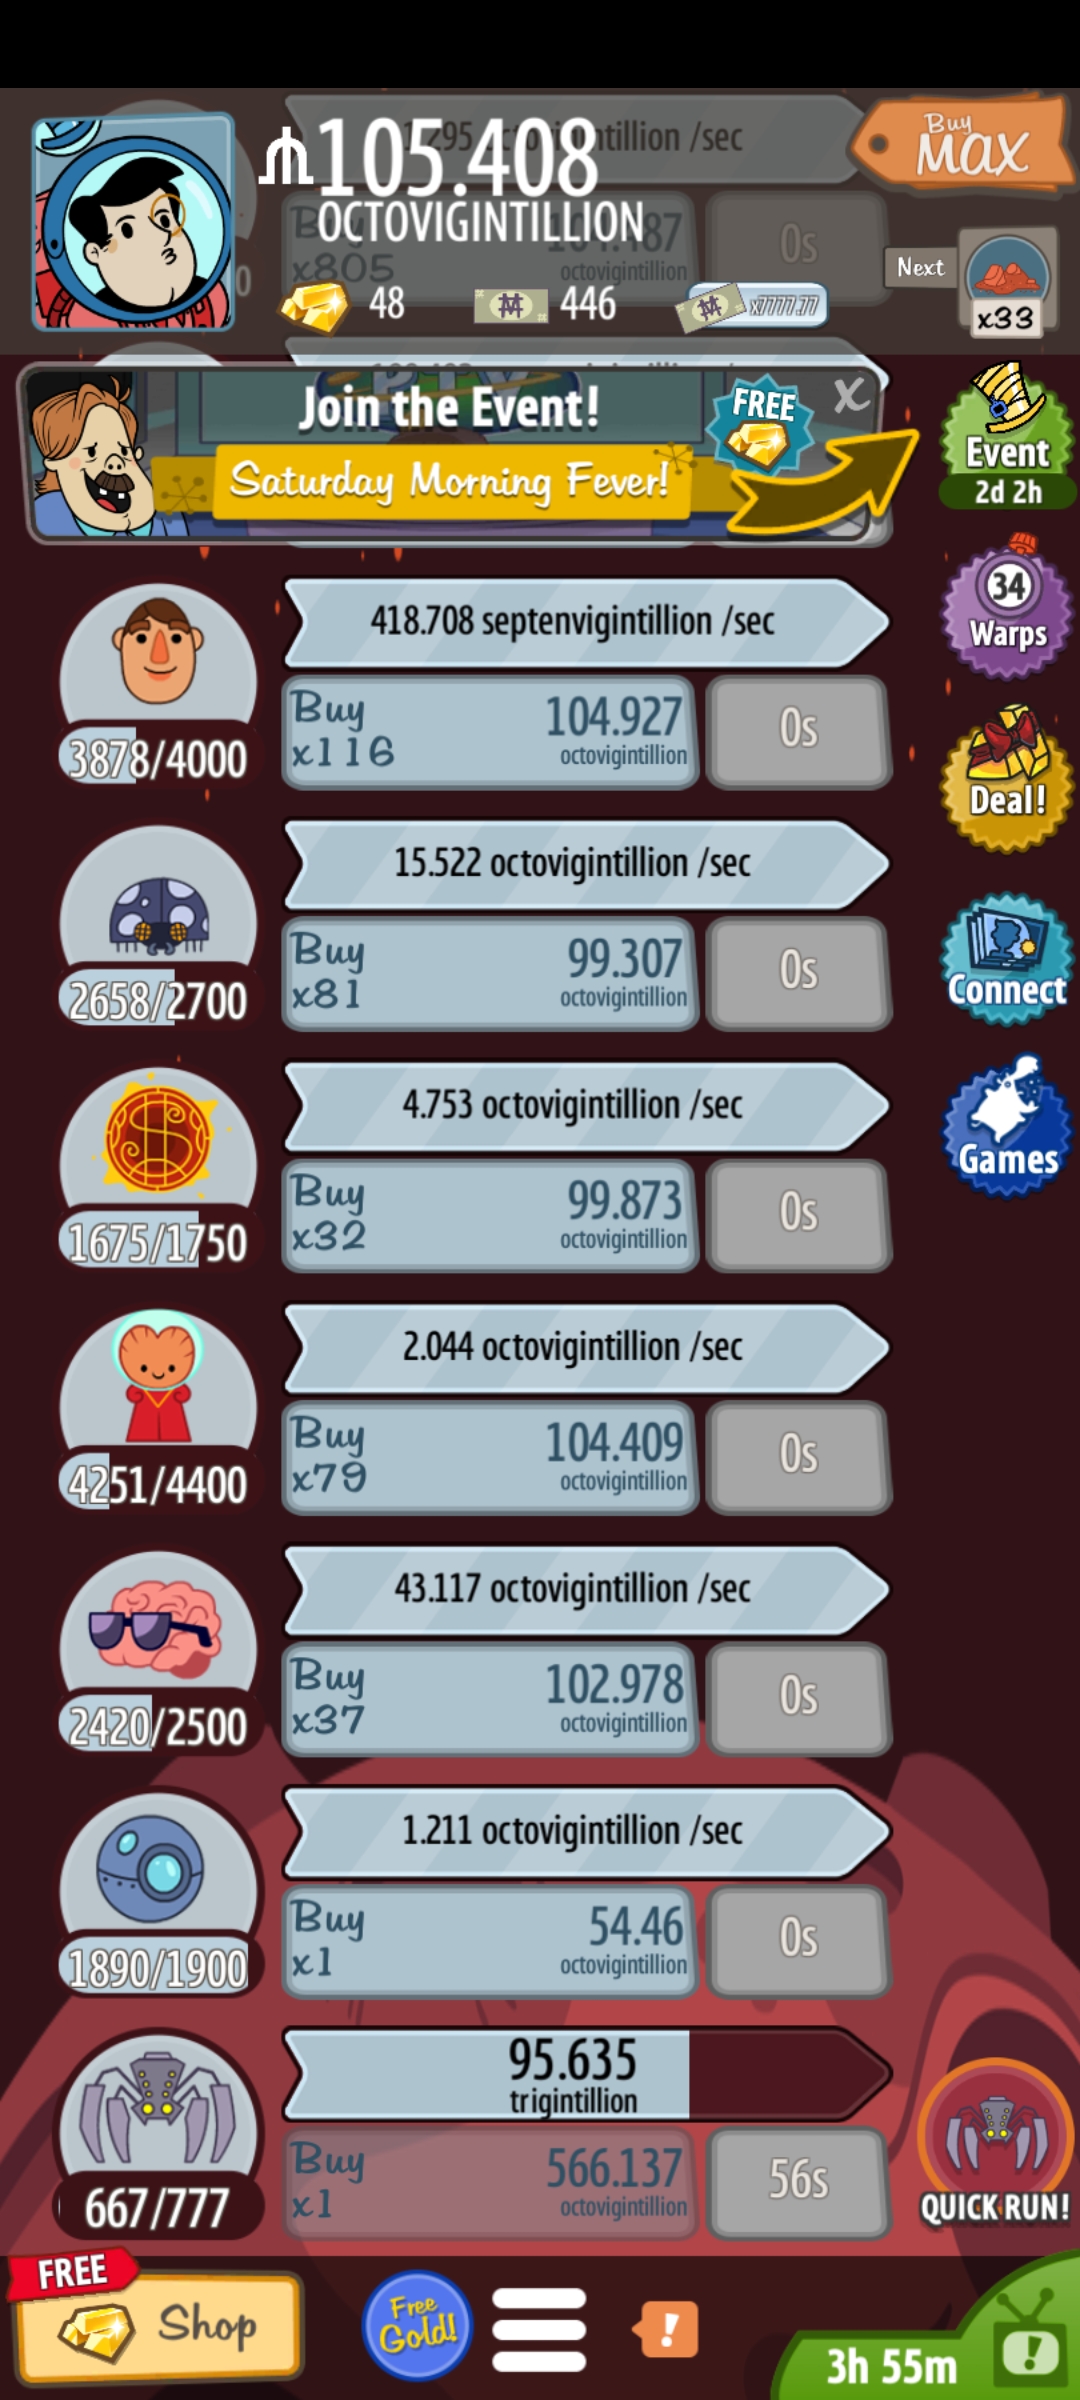 ₼105.408
OCTOVIGINTILLION
Buy
MAX
/sec
Buy
x805
octovigintillion
0s
48
446
x7777.77
Next
x33
Join the Event!
Saturday Morning Fever!
FREE
X
Event
2d 2h
418.708 septenvigintillion /sec
Buy
x116
104.927
octovigintillion
0s
3878/4000
34
Warps
15.522 octovigintillion /sec
Buy
x81
99.307
octovigintillion
0s
2658/2700
Deal!
4.753 octovigintillion /sec
Buy
x32
99.873
octovigintillion
0s
1675/1750
Connect
Games
2.044 octovigintillion /sec
Buy
x79
104.409
octovigintillion
0s
4251/4400
43.117 octovigintillion /sec
Buy
x37
102.978
octovigintillion
0s
2420/2500
1.211 octovigintillion /sec
Buy
x1
54.46
octovigintillion
0s
1890/1900
95.635
trigintillion
Buy
x1
566.137
octovigintillion
56s
667/777
QUICK RUN!
FREE
Shop
Free
Gold!
!
3h 55m
!